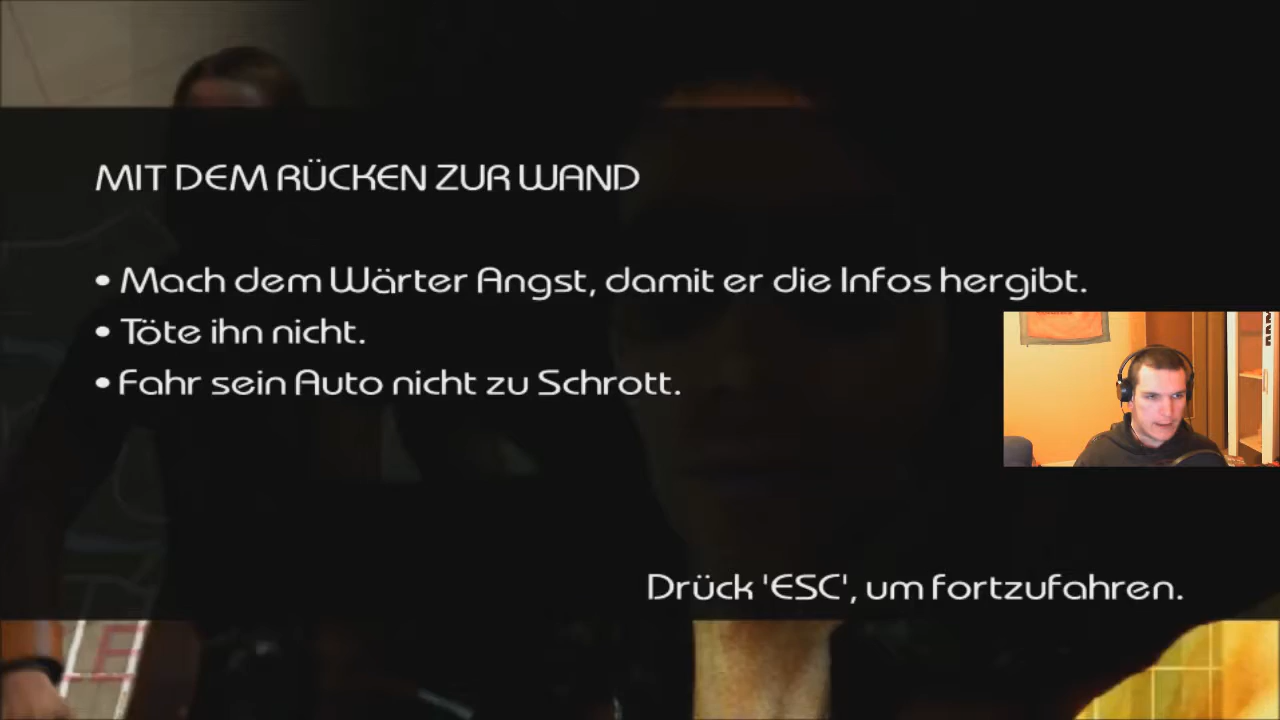 MIT DEM RÜCKEN ZUR WAND
• Mach dem Wärter Angst, damit er die Infos hergibt.
• Töte ihn nicht.
• Fahr sein Auto nicht zu Schrott.
Drück 'ESC', um fortzufahren.